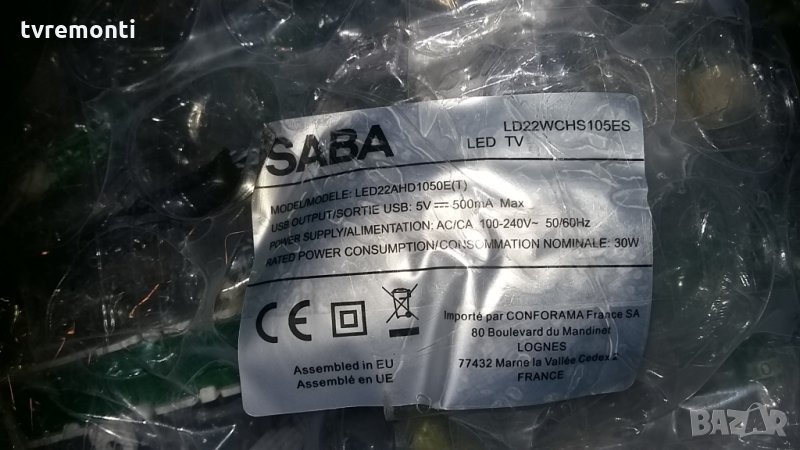 tvremonti
SABA
LD22WCHS105ES
LED TV
MODEL/MODELE: LED22AHD1050E(T)
USB OUTPUT/SORTIE USB: 5V⎓500mA Max
POWER SUPPLY/ALIMENTATION: AC/CA 100-240V~ 50/60Hz
RATED POWER CONSUMPTION/CONSOMMATION NOMINALE: 30W
CE
Assembled in EU
Assemblé en UE
Importé par CONFORAMA France SA
80 Boulevard du Mandinet
LOGNES
77432 Marne la Vallée Cedex 2
FRANCE
BAZAR